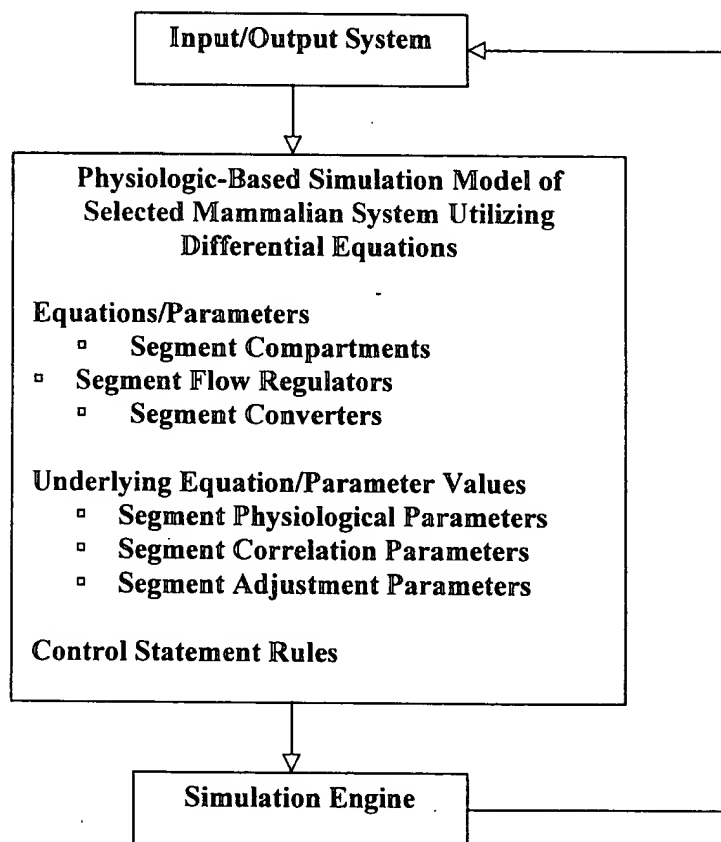 Input/Output System
Physiologic-Based Simulation Model of
Selected Mammalian System Utilizing
Differential Equations
Equations/Parameters
▫ Segment Compartments
▫ Segment Flow Regulators
▫ Segment Converters
Underlying Equation/Parameter Values
▫ Segment Physiological Parameters
▫ Segment Correlation Parameters
▫ Segment Adjustment Parameters
Control Statement Rules
Simulation Engine